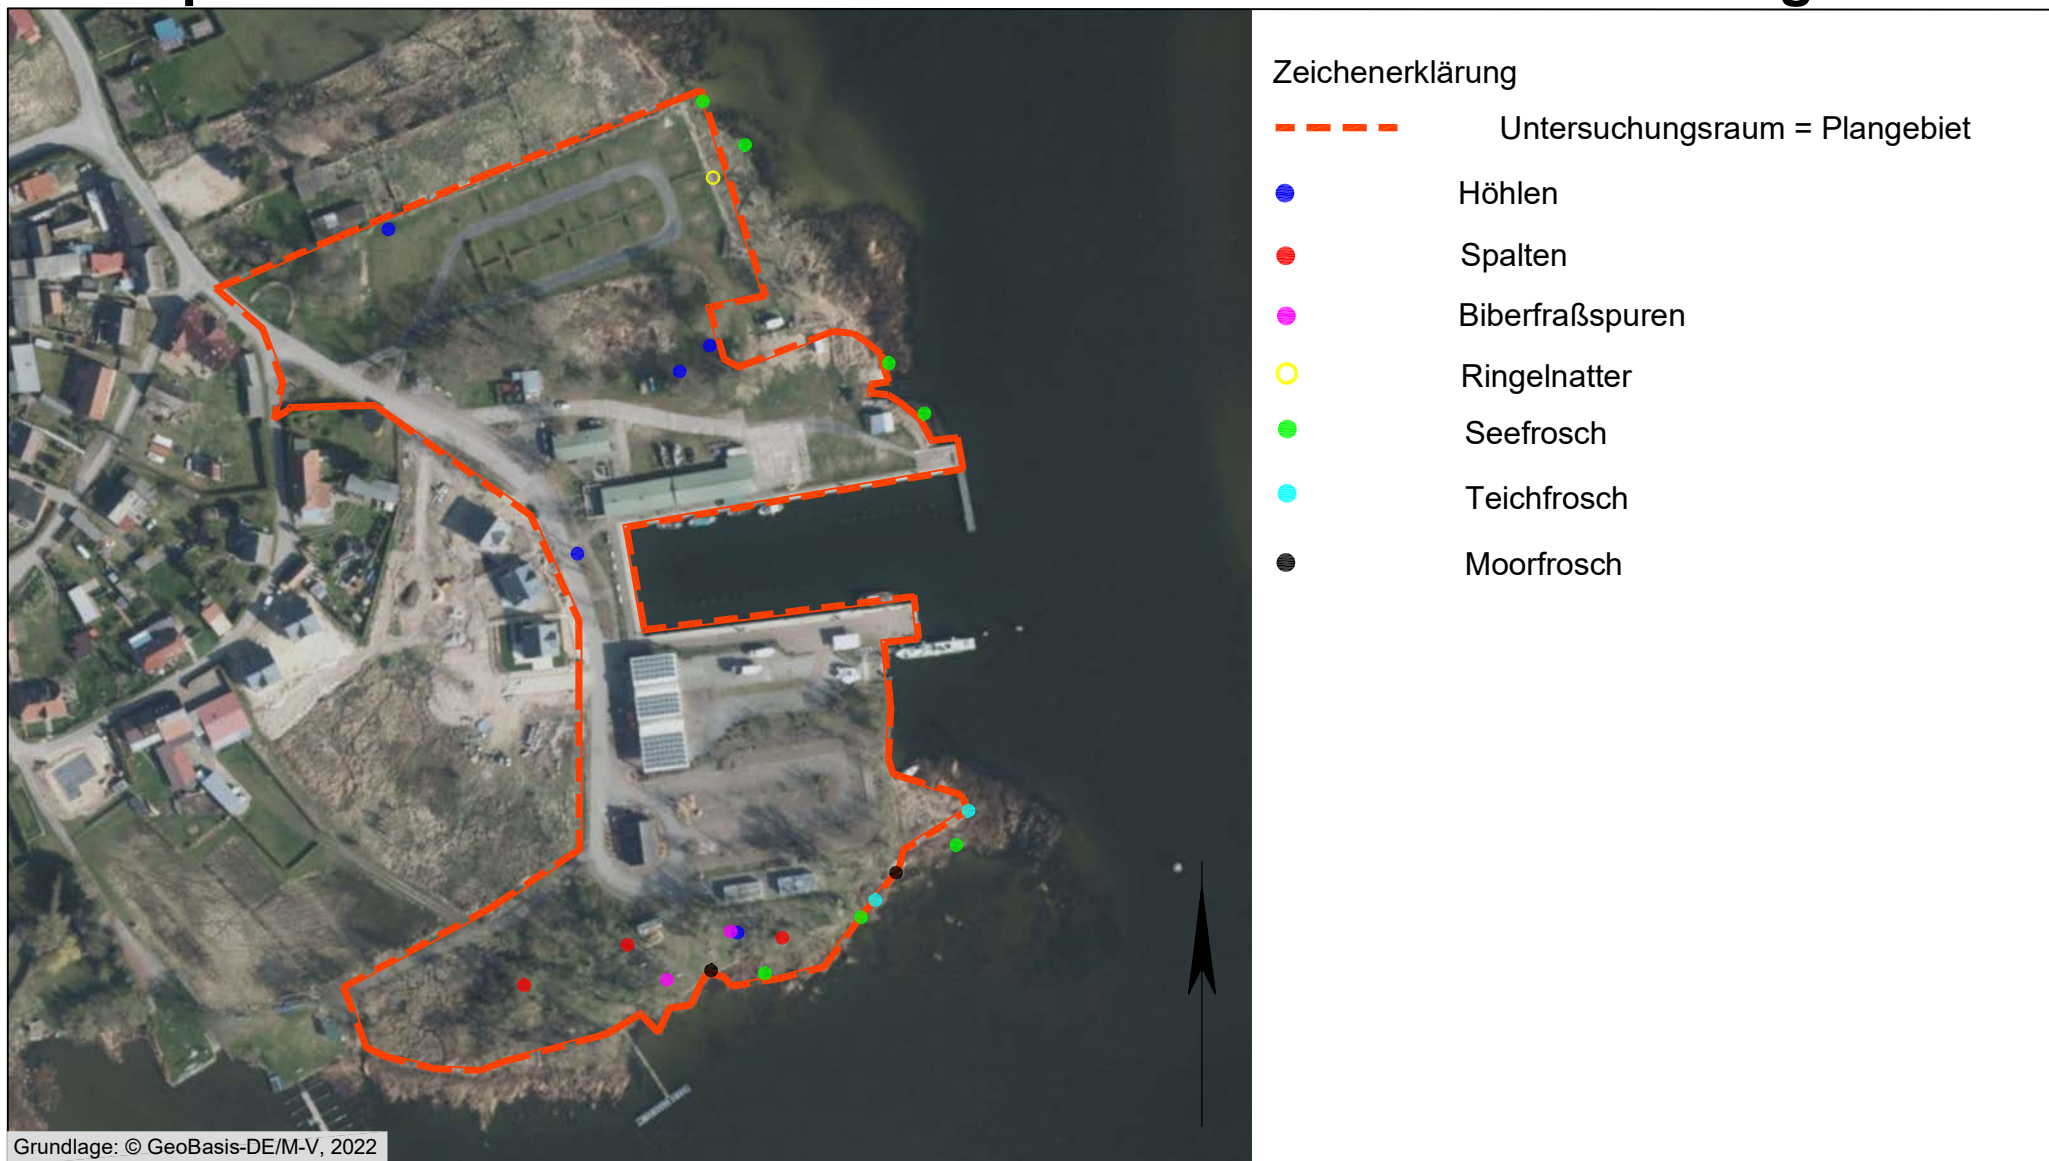 Zeichenerklärung
Untersuchungsraum = Plangebiet
Höhlen
Spalten
Biberfraßspuren
Ringelnatter
Seefrosch
Teichfrosch
Moorfrosch
Grundlage: © GeoBasis-DE/M-V, 2022